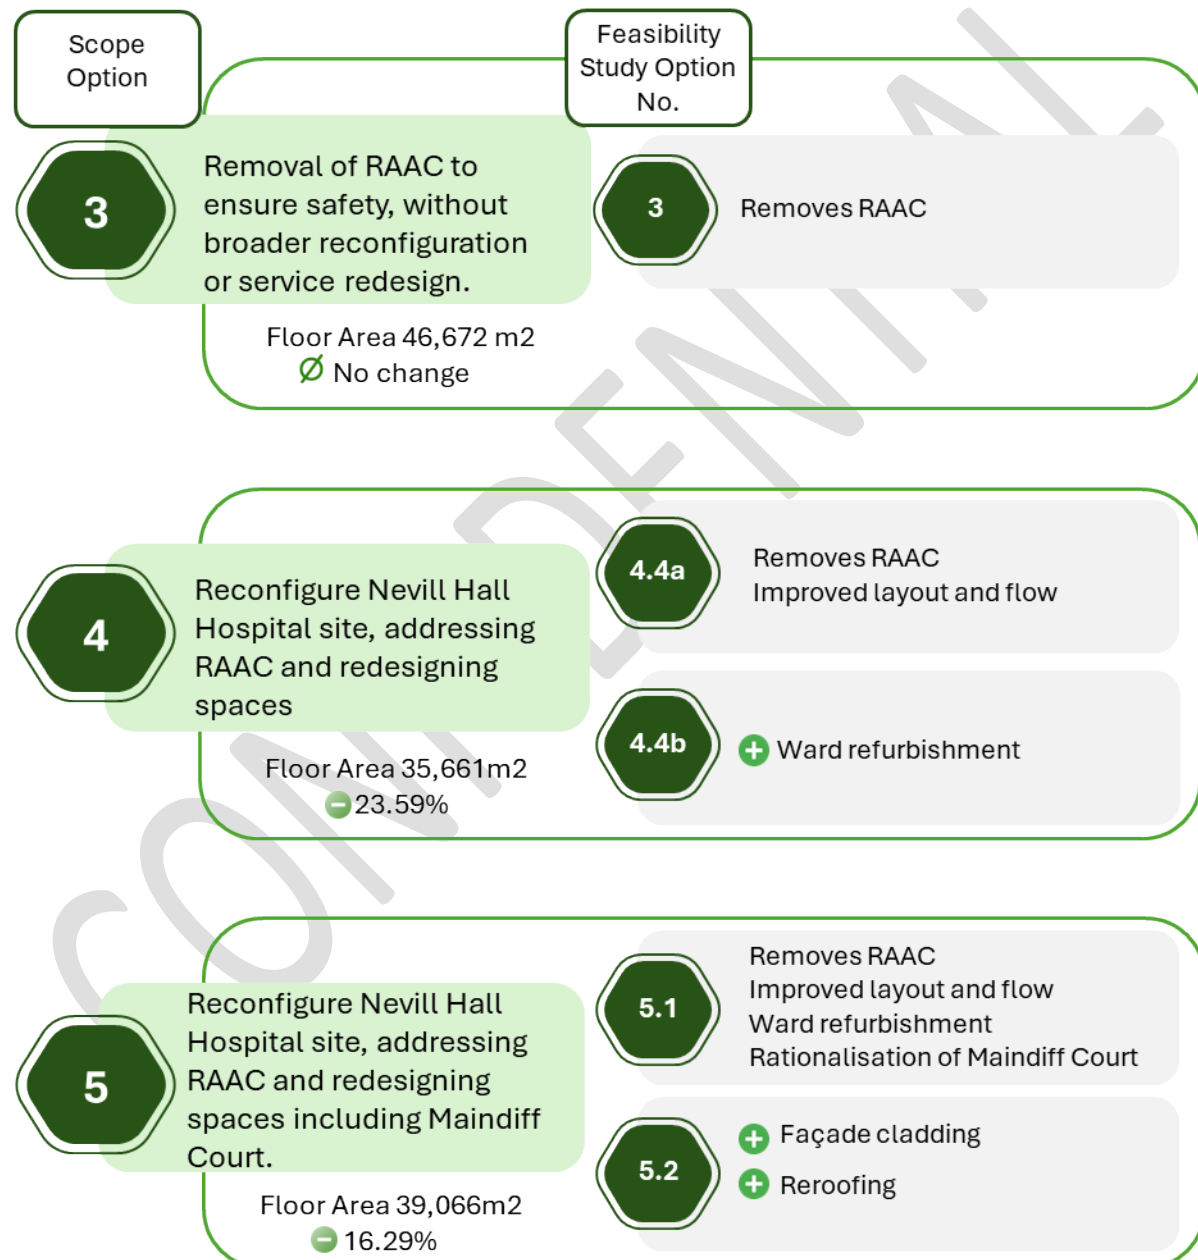 Scope
Option
Feasibility
Study Option
No.
3
Removal of RAAC to
ensure safety, without
broader reconfiguration
or service redesign.
Floor Area 46,672 m2
Ø No change
3
Removes RAAC
4
Reconfigure Nevill Hall
Hospital site, addressing
RAAC and redesigning
spaces
Floor Area 35,661m2
- 23.59%
4.4a
Removes RAAC
Improved layout and flow
4.4b
+ Ward refurbishment
5
Reconfigure Nevill Hall
Hospital site, addressing
RAAC and redesigning
spaces including Maindiff
Court.
Floor Area 39,066m2
- 16.29%
5.1
Removes RAAC
Improved layout and flow
Ward refurbishment
Rationalisation of Maindiff Court
5.2
+ Façade cladding
+ Reroofing
CONFIDENTIAL